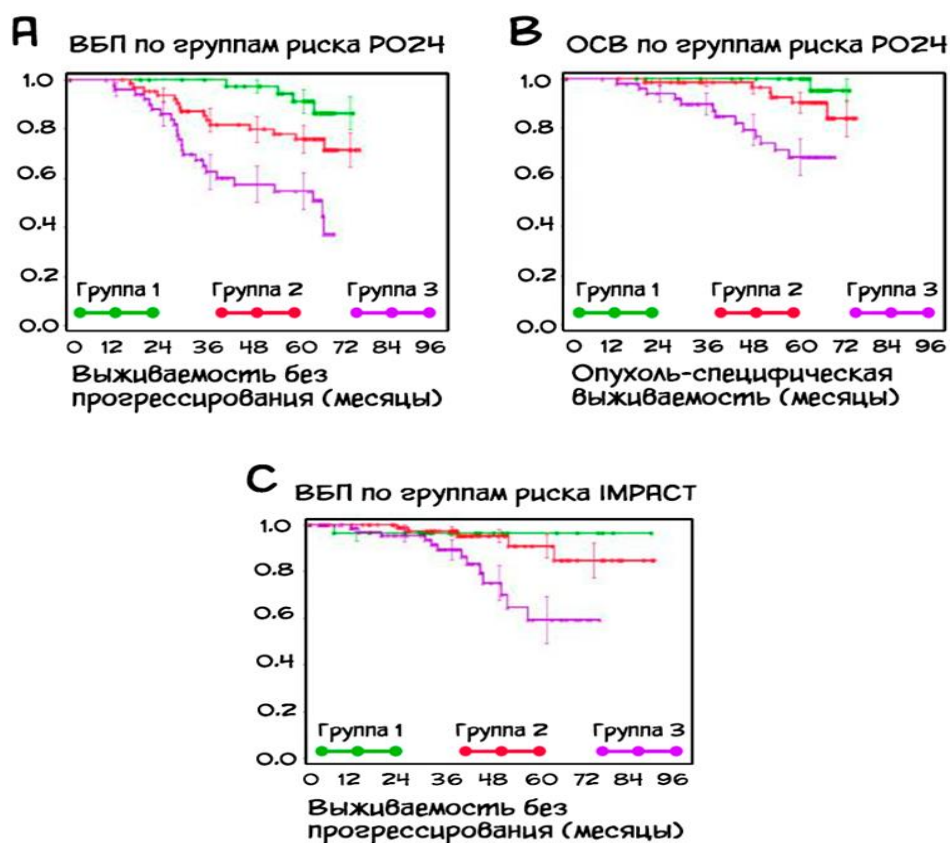 A
ВБП по группам риска PO24
1.0
0.8
0.6
0.4
0.2
0.0
Группа 1
Группа 2
Группа 3
0 12 24 36 48 60 72 84 96
Выживаемость без
прогрессирования (месяцы)
B
ОСВ по группам риска PO24
1.0
0.8
0.6
0.4
0.2
0.0
Группа 1
Группа 2
Группа 3
0 12 24 36 48 60 72 84 96
Опухоль-специфическая
выживаемость (месяцы)
C
ВБП по группам риска IMPACT
1.0
0.8
0.6
0.4
0.2
0.0
Группа 1
Группа 2
Группа 3
0 12 24 36 48 60 72 84 96
Выживаемость без
прогрессирования (месяцы)